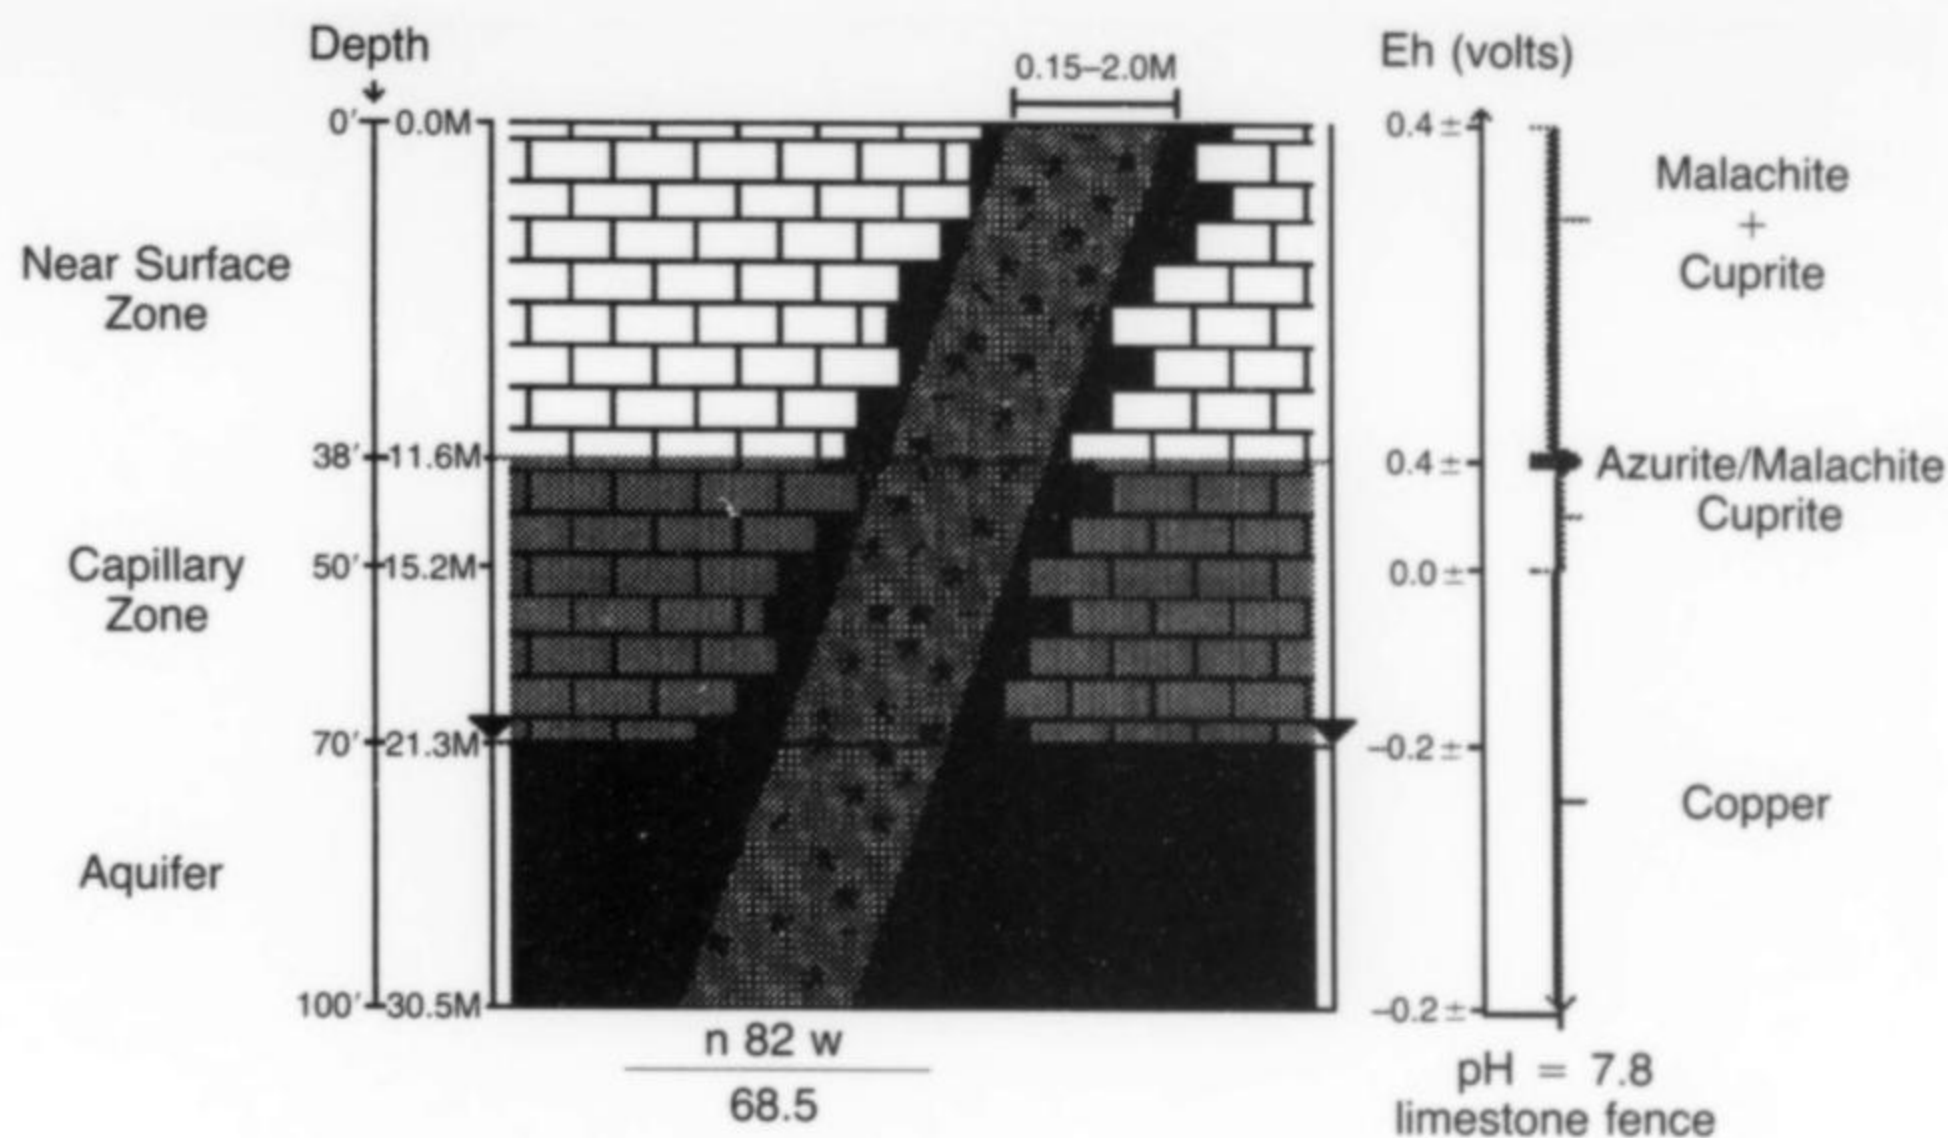 Depth
0.15–2.0M
Eh (volts)
0' 0.0M
0.4±
Malachite
+
Cuprite
Near Surface
Zone
38' 11.6M
0.4±
Azurite/Malachite
Cuprite
Capillary
Zone
50' 15.2M
0.0±
70' 21.3M
–0.2±
Copper
Aquifer
100' 30.5M
–0.2±
n 82 w
68.5
pH = 7.8
limestone fence